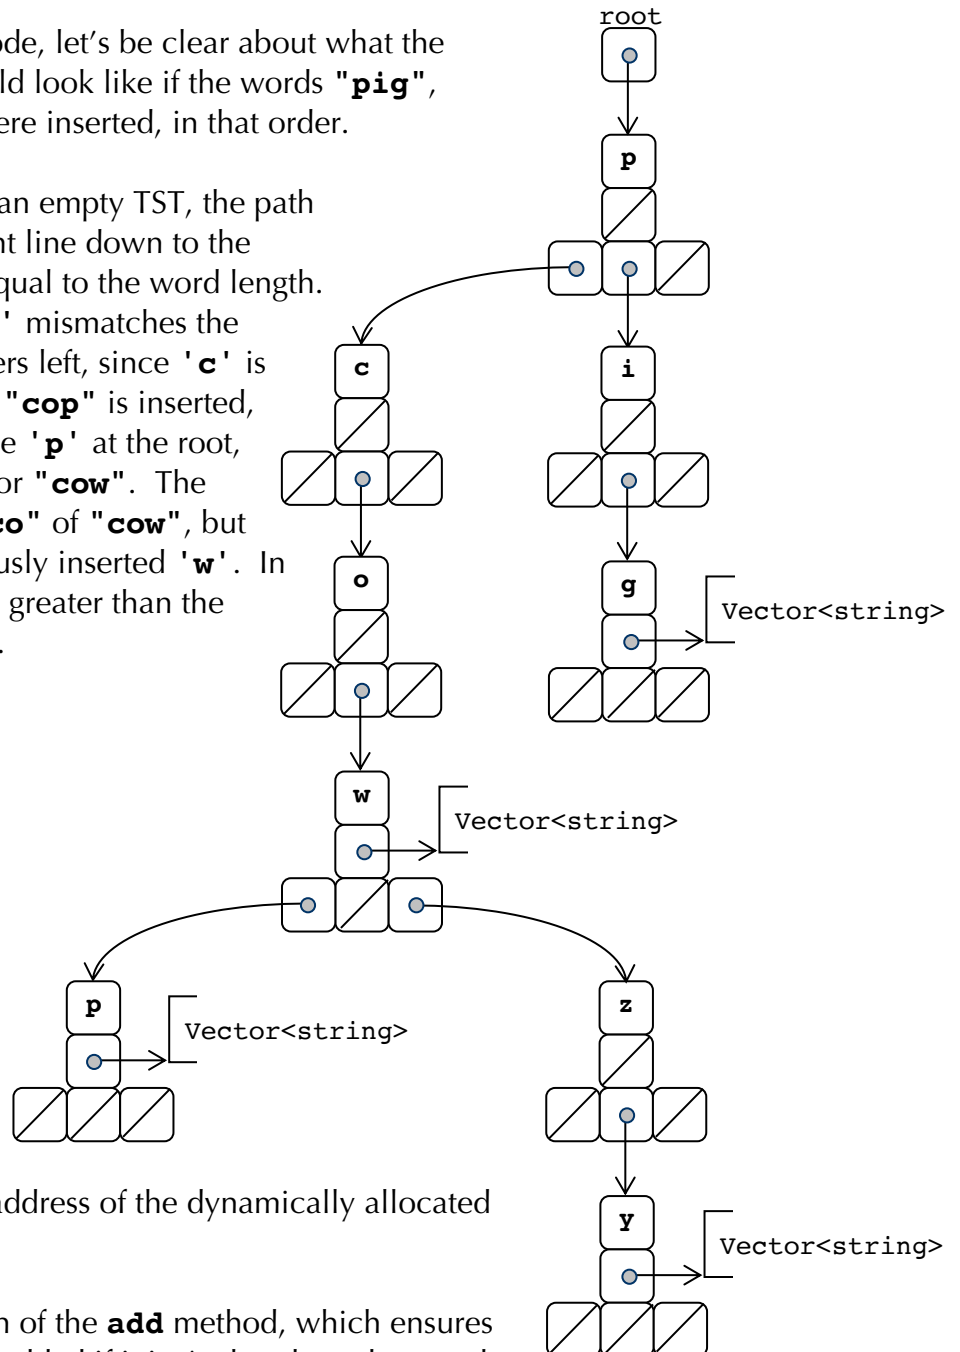 root
ode, let's be clear about what the
ld look like if the words "pig",
ere inserted, in that order.
p
an empty TST, the path
nt line down to the
qual to the word length.
' mismatches the
ers left, since 'c' is
"cop" is inserted,
e 'p' at the root,
or "cow". The
co" of "cow", but
usly inserted 'w'. In
greater than the
.
c
i
o
g
Vector<string>
w
Vector<string>
p
Vector<string>
z
address of the dynamically allocated
y
Vector<string>
n of the add method, which ensures